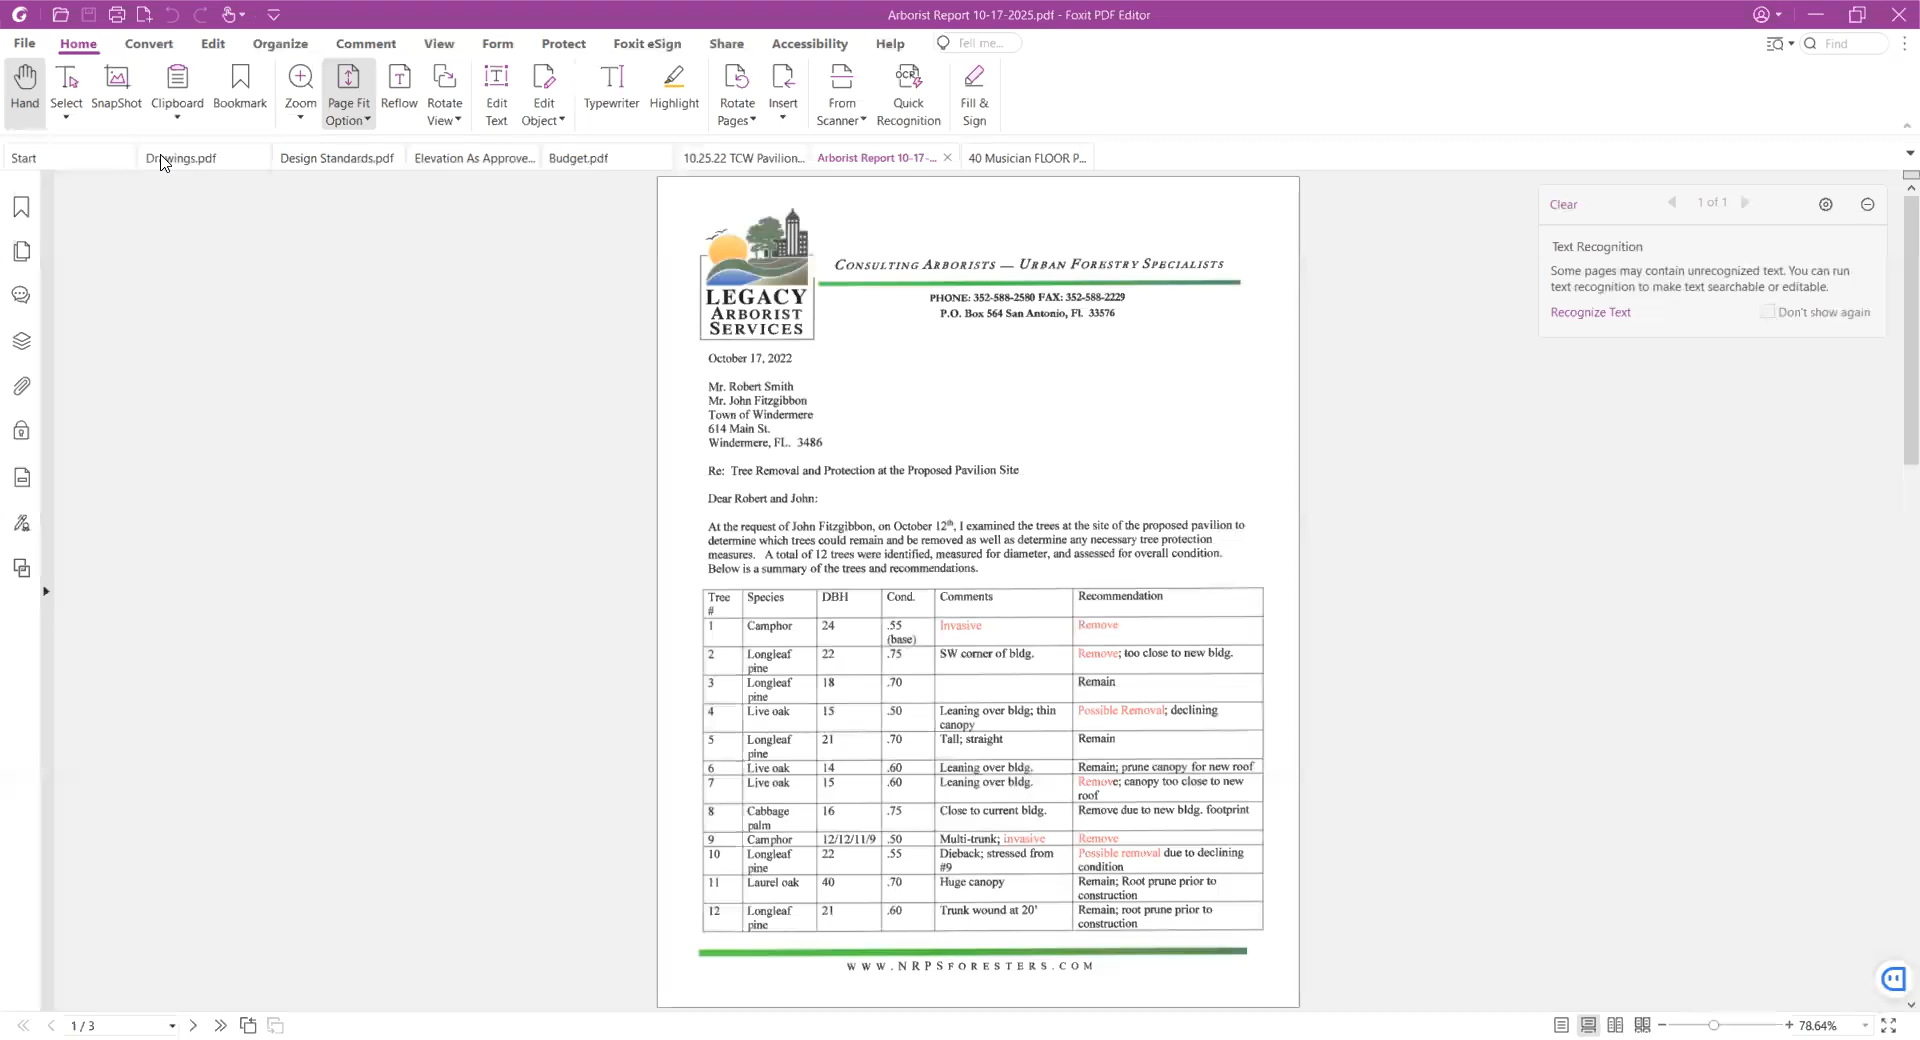 Arborist Report 10-17-2025.pdf - Foxit PDF Editor
File Home Convert Edit Organize Comment View Form Protect Foxit eSign Share Accessibility Help Tell me... Find
Hand Select SnapShot Clipboard Bookmark Zoom Page Fit Option Reflow Rotate View Edit Text Edit Object Typewriter Highlight Rotate Pages Insert From Scanner OCR Quick Recognition Fill & Sign
Start Drawings.pdf Design Standards.pdf Elevation As Approve... Budget.pdf 10.25.22 TCW Pavilion... Arborist Report 10-17-... 40 Musician FLOOR P...
Clear 1 of 1
Text Recognition
Some pages may contain unrecognized text. You can run
text recognition to make text searchable or editable.
Recognize Text Don't show again
LEGACY
ARBORIST
SERVICES
CONSULTING ARBORISTS — URBAN FORESTRY SPECIALISTS
PHONE: 352-588-2580 FAX: 352-588-2229
P.O. Box 564 San Antonio, Fl. 33576
October 17, 2022
Mr. Robert Smith
Mr. John Fitzgibbon
Town of Windermere
614 Main St.
Windermere, FL. 3486
Re: Tree Removal and Protection at the Proposed Pavilion Site
Dear Robert and John:
At the request of John Fitzgibbon, on October 12th, I examined the trees at the site of the proposed pavilion to
determine which trees could remain and be removed as well as determine any necessary tree protection
measures. A total of 12 trees were identified, measured for diameter, and assessed for overall condition.
Below is a summary of the trees and recommendations.
Tree # Species DBH Cond. Comments Recommendation
1 Camphor 24 .55 (base) Invasive Remove
2 Longleaf pine 22 .75 SW corner of bldg. Remove; too close to new bldg.
3 Longleaf pine 18 .70 Remain
4 Live oak 15 .50 Leaning over bldg; thin canopy Possible Removal; declining
5 Longleaf pine 21 .70 Tall; straight Remain
6 Live oak 14 .60 Leaning over bldg. Remain; prune canopy for new roof
7 Live oak 15 .60 Leaning over bldg. Remove; canopy too close to new roof
8 Cabbage palm 16 .75 Close to current bldg. Remove due to new bldg. footprint
9 Camphor 12/12/11/9 .50 Multi-trunk; invasive Remove
10 Longleaf pine 22 .55 Dieback; stressed from #9 Possible removal due to declining condition
11 Laurel oak 40 .70 Huge canopy Remain; Root prune prior to construction
12 Longleaf pine 21 .60 Trunk wound at 20' Remain; root prune prior to construction
WWW.NRPSFORESTERS.COM
1 / 3 78.64%